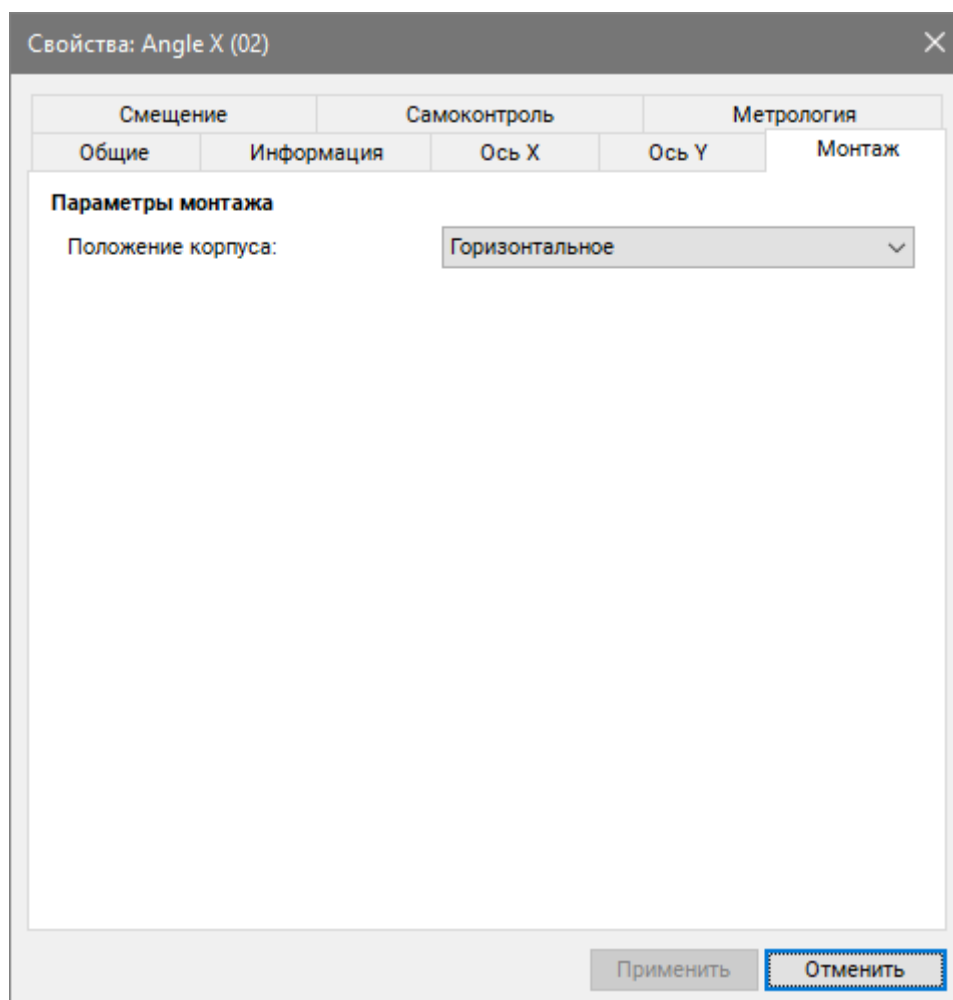 Свойства: Angle X (02)
Смещение Самоконтроль Метрология
Общие Информация Ось X Ось Y Монтаж
Параметры монтажа
Положение корпуса: Горизонтальное
Применить Отменить